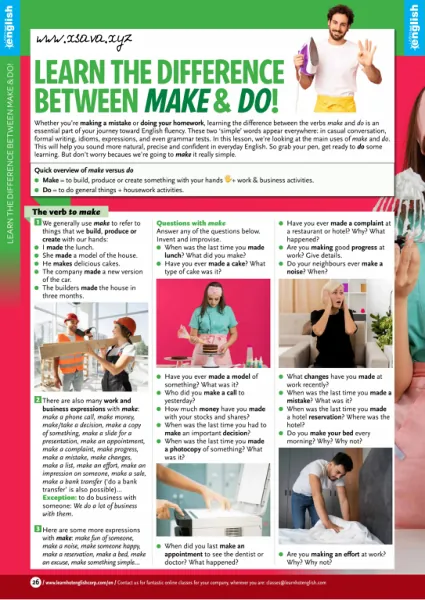 english
english
www.xsava.xyz
LEARN THE DIFFERENCE BETWEEN MAKE & DO!
LEARN THE DIFFERENCE
BETWEEN MAKE & DO!
Whether you're making a mistake or doing your homework, learning the difference between the verbs make and do is an
essential part of your journey toward English fluency. These two 'simple' words appear everywhere: in casual conversation,
formal writing, idioms, expressions, and even grammar tests. In this lesson, we're looking at the main uses of make and do.
This will help you sound more natural, precise and confident in everyday English. So grab your pen, get ready to do some
learning. But don't worry becaues we're going to make it really simple.
Quick overview of make versus do
Make = to build, produce or create something with your hands + work & business activities.
Do = to do general things + housework activities.
The verb to make
1 We generally use make to refer to
things that we build, produce or
create with our hands:
I made the lunch.
She made a model of the house.
He makes delicious cakes.
The company made a new version
of the car.
The builders made the house in
three months.
2 There are also many work and
business expressions with make:
make a phone call, make money,
make/take a decision, make a copy
of something, make a slide for a
presentation, make an appointment,
make a complaint, make progress,
make a mistake, make changes,
make a list, make an effort, make an
impression on someone, make a sale,
make a bank transfer ('do a bank
transfer' is also possible)...
Exception: to do business with
someone: We do a lot of business
with them.
3 Here are some more expressions
with make: make fun of someone,
make a noise, make someone happy,
make a reservation, make a bed, make
an excuse, make something simple...
Questions with make
Answer any of the questions below.
Invent and improvise.
When was the last time you made
lunch? What did you make?
Have you ever made a cake? What
type of cake was it?
Have you ever made a model of
something? What was it?
Who did you make a call to
yesterday?
How much money have you made
with your stocks and shares?
When was the last time you had to
make an important decision?
When was the last time you made
a photocopy of something? What
was it?
When did you last make an
appointment to see the dentist or
doctor? What happened?
Have you ever made a complaint at
a restaurant or hotel? Why? What
happened?
Are you making good progress at
work? Give details.
Do your neighbours ever make a
noise? When?
What changes have you made at
work recently?
When was the last time you made a
mistake? What was it?
When was the last time you made
a hotel reservation? Where was the
hotel?
Do you make your bed every
morning? Why? Why not?
Are you making an effort at work?
Why? Why not?
26 / www.learnhotenglishcorp.com/en / Contact us for fantastic online classes for your company, wherever you are: classes@learnhotenglish.com